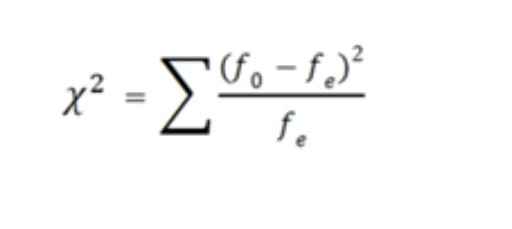 χ² = ∑ (f₀ − fₑ)² / fₑ